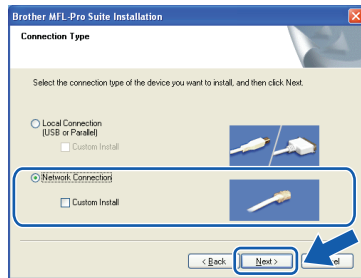 Brother MFL-Pro Suite Installation
Connection Type
Select the connection type of the device you want to install, and then click Next.
Local Connection
(USB or Parallel)
Custom Install
Network Connection
Custom Install
< Back
Next >